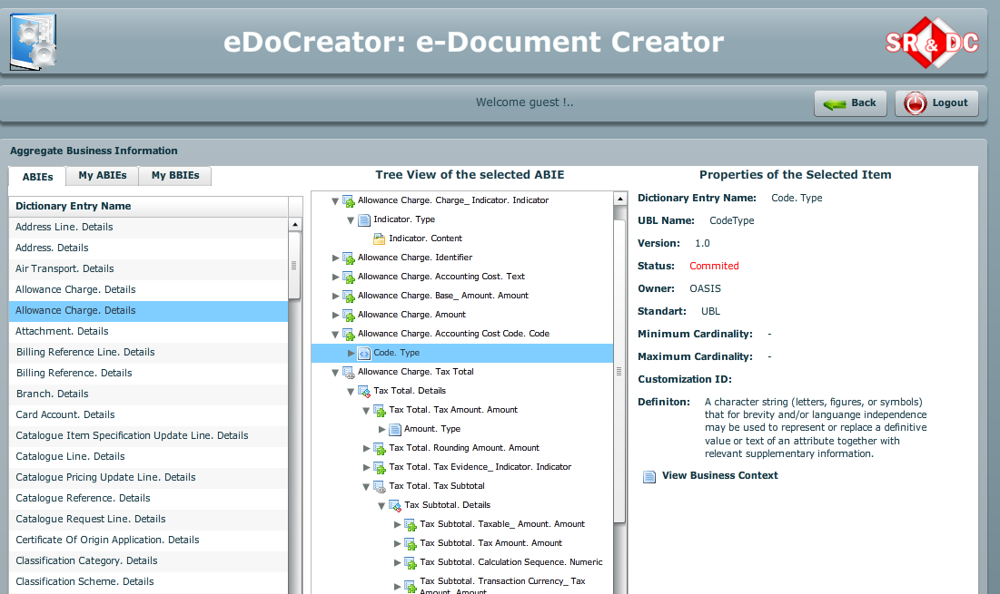 eDoCreator: e-Document Creator
SR&DC
Welcome guest !..
Back
Logout
Aggregate Business Information
ABIEs
My ABIEs
My BBIEs
Dictionary Entry Name
Address Line. Details
Address. Details
Air Transport. Details
Allowance Charge. Details
Allowance Charge. Details
Attachment. Details
Billing Reference Line. Details
Billing Reference. Details
Branch. Details
Card Account. Details
Catalogue Item Specification Update Line. Details
Catalogue Line. Details
Catalogue Pricing Update Line. Details
Catalogue Reference. Details
Catalogue Request Line. Details
Certificate Of Origin Application. Details
Classification Category. Details
Classification Scheme. Details
Tree View of the selected ABIE
Allowance Charge. Charge_ Indicator. Indicator
Indicator. Type
Indicator. Content
Allowance Charge. Identifier
Allowance Charge. Accounting Cost. Text
Allowance Charge. Base_ Amount. Amount
Allowance Charge. Amount
Allowance Charge. Accounting Cost Code. Code
Code. Type
Allowance Charge. Tax Total
Tax Total. Details
Tax Total. Tax Amount. Amount
Amount. Type
Tax Total. Rounding Amount. Amount
Tax Total. Tax Evidence_ Indicator. Indicator
Tax Total. Tax Subtotal
Tax Subtotal. Details
Tax Subtotal. Taxable_ Amount. Amount
Tax Subtotal. Tax Amount. Amount
Tax Subtotal. Calculation Sequence. Numeric
Tax Subtotal. Transaction Currency_ Tax
Amount. Amount
Properties of the Selected Item
Dictionary Entry Name: Code. Type
UBL Name: CodeType
Version: 1.0
Status: Commited
Owner: OASIS
Standart: UBL
Minimum Cardinality: -
Maximum Cardinality: -
Customization ID:
Definiton: A character string (letters, figures, or symbols)
that for brevity and/or languange independence
may be used to represent or replace a definitive
value or text of an attribute together with
relevant supplementary information.
View Business Context